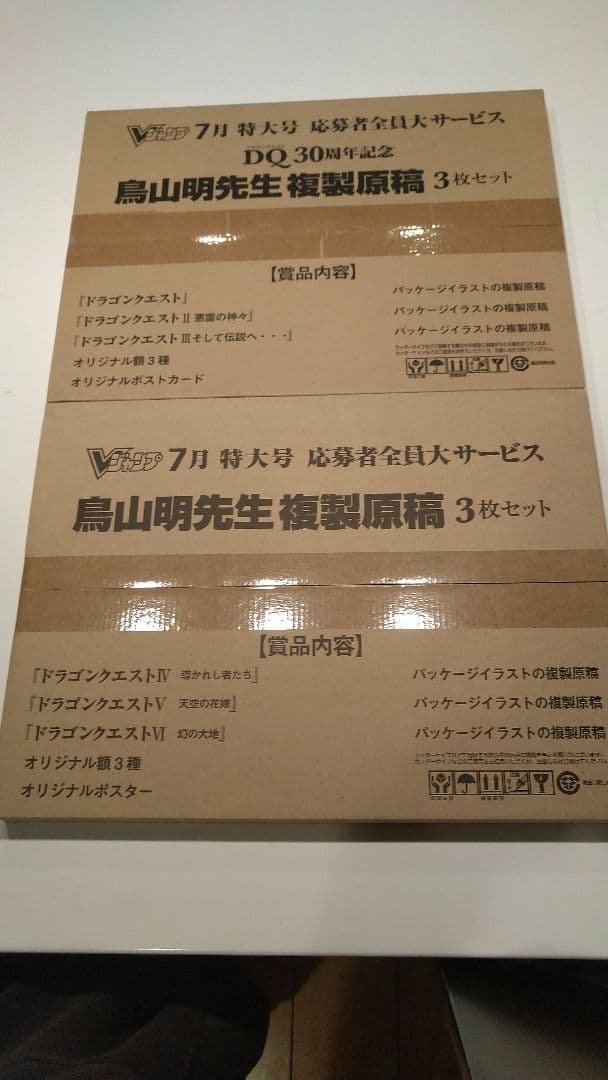 Vジャンプ 7月 特大号 応募者全員大サービス
DQ 30周年記念
鳥山明先生 複製原稿 3枚セット
【賞品内容】
『ドラゴンクエスト』 パッケージイラストの複製原稿
『ドラゴンクエストⅡ 悪霊の神々』 パッケージイラストの複製原稿
『ドラゴンクエストⅢ そして伝説へ・・・』 パッケージイラストの複製原稿
オリジナル額3種
オリジナルポストカード
Vジャンプ 7月 特大号 応募者全員大サービス
鳥山明先生 複製原稿 3枚セット
【賞品内容】
『ドラゴンクエストⅣ 導かれし者たち』 パッケージイラストの複製原稿
『ドラゴンクエストⅤ 天空の花嫁』 パッケージイラストの複製原稿
『ドラゴンクエストⅥ 幻の大地』 パッケージイラストの複製原稿
オリジナル額3種
オリジナルポスター